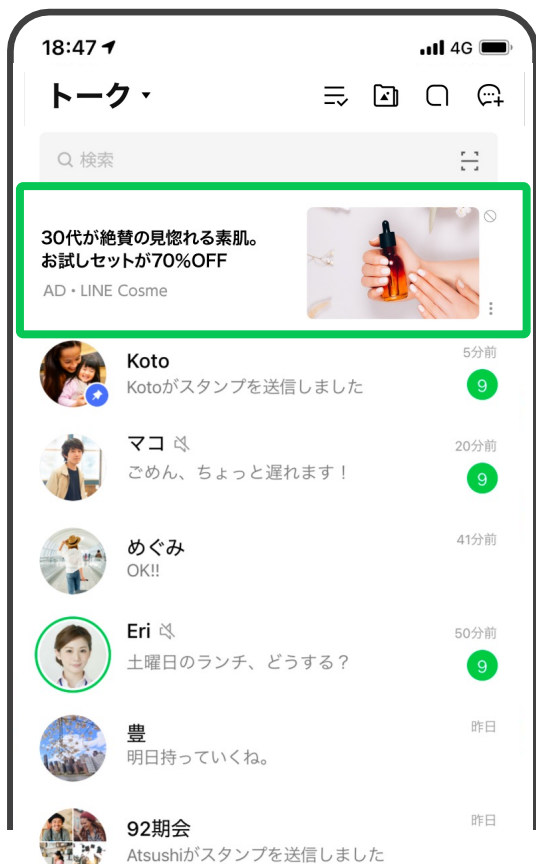 18:47
4G
トーク
検索
30代が絶賛の見惚れる素肌。
お試しセットが70%OFF
AD・LINE Cosme
Koto
5分前
Kotoがスタンプを送信しました
9
マコ
20分前
ごめん、ちょっと遅れます！
9
めぐみ
41分前
OK!!
Eri
50分前
土曜日のランチ、どうする？
9
豊
昨日
明日持っていくね。
92期会
昨日
Atsushiがスタンプを送信しました